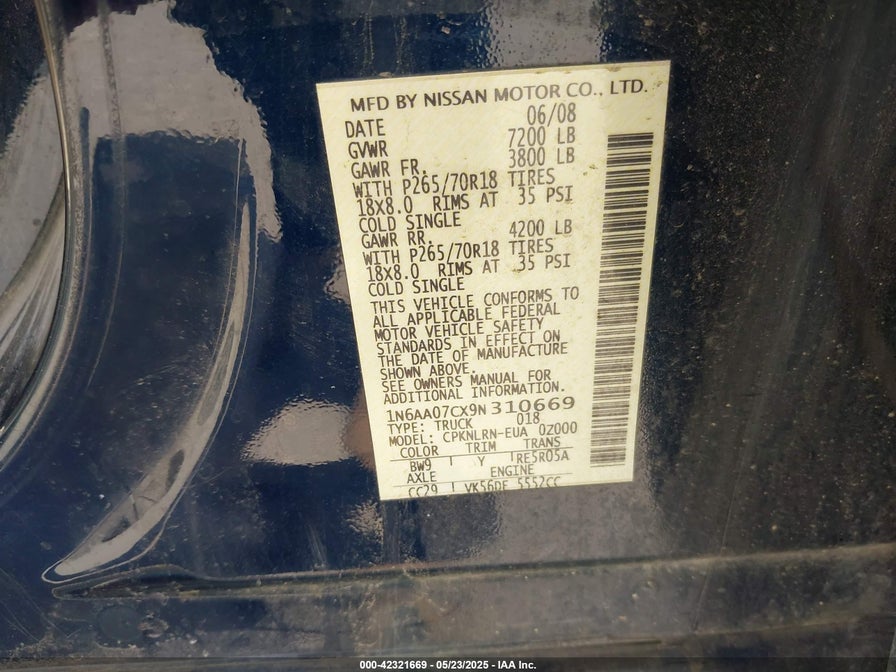 MFD BY NISSAN MOTOR CO., LTD.
DATE 06/08
GVWR 7200 LB
GAWR FR. 3800 LB
WITH P265/70R18 TIRES
18X8.0 RIMS AT 35 PSI
COLD SINGLE
GAWR RR. 4200 LB
WITH P265/70R18 TIRES
18X8.0 RIMS AT 35 PSI
COLD SINGLE
THIS VEHICLE CONFORMS TO
ALL APPLICABLE FEDERAL
MOTOR VEHICLE SAFETY
STANDARDS IN EFFECT ON
THE DATE OF MANUFACTURE
SHOWN ABOVE.
SEE OWNERS MANUAL FOR
ADDITIONAL INFORMATION.
1N6AA07CX9N310669
TYPE: TRUCK 018
MODEL: CPKNLRN-EUA 0Z000
COLOR TRIM TRANS
BW9 Y RE5R05A
AXLE ENGINE
CC29 VK56DE 5552CC
000-42321669 - 05/23/2025 - IAA Inc.